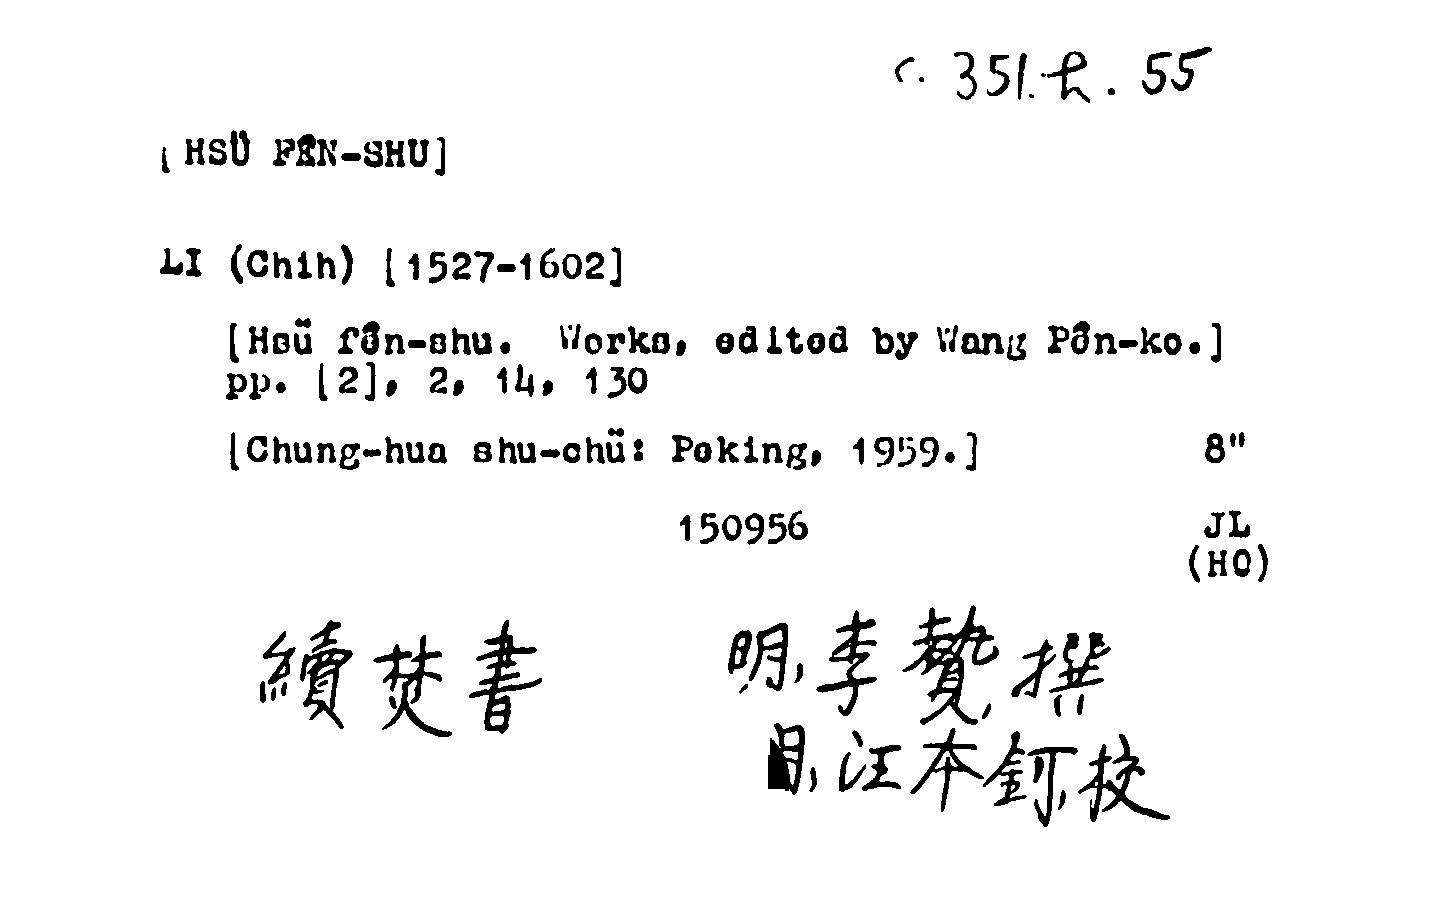 c. 351.h. 55
[HSÜ FÊN-SHU]
LI (Chih) [1527-1602]
[Hsü fên-shu. Works, edited by Wang Pên-ko.]
pp. [2], 2, 14, 130
[Chung-hua shu-chü: Peking, 1959.] 8"
150956 JL
(HO)
續焚書 明,李贄,撰
明,汪本鈳,校